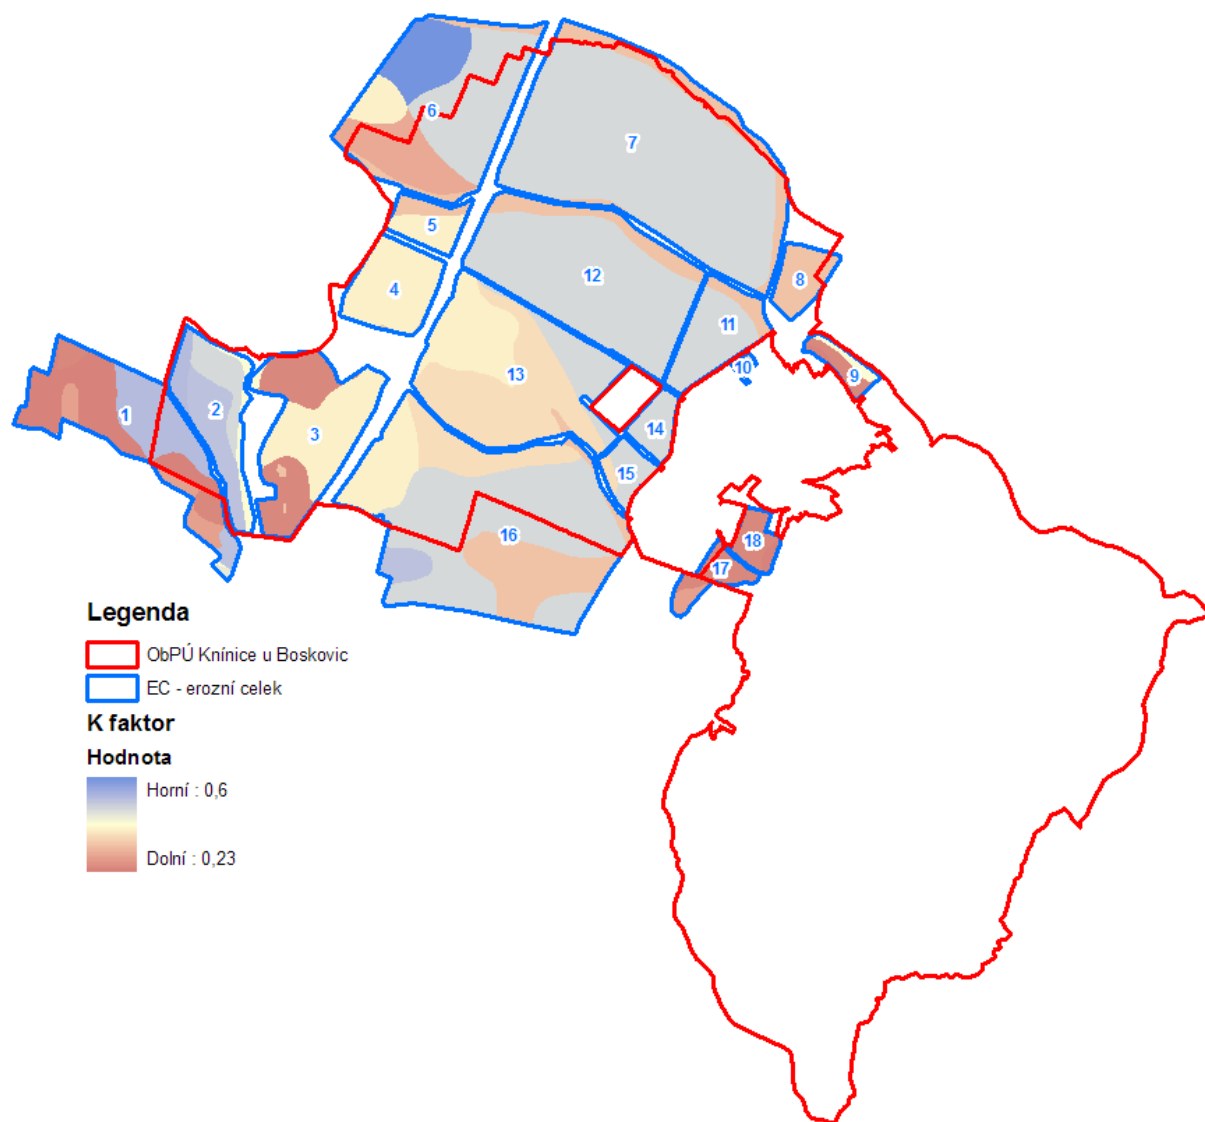 6
7
5
12
8
4
11
10
13
9
1
2
3
14
15
16
18
17
Legenda
ObPÚ Knínice u Boskovic
EC - erozní celek
K faktor
Hodnota
Horní : 0,6
Dolní : 0,23